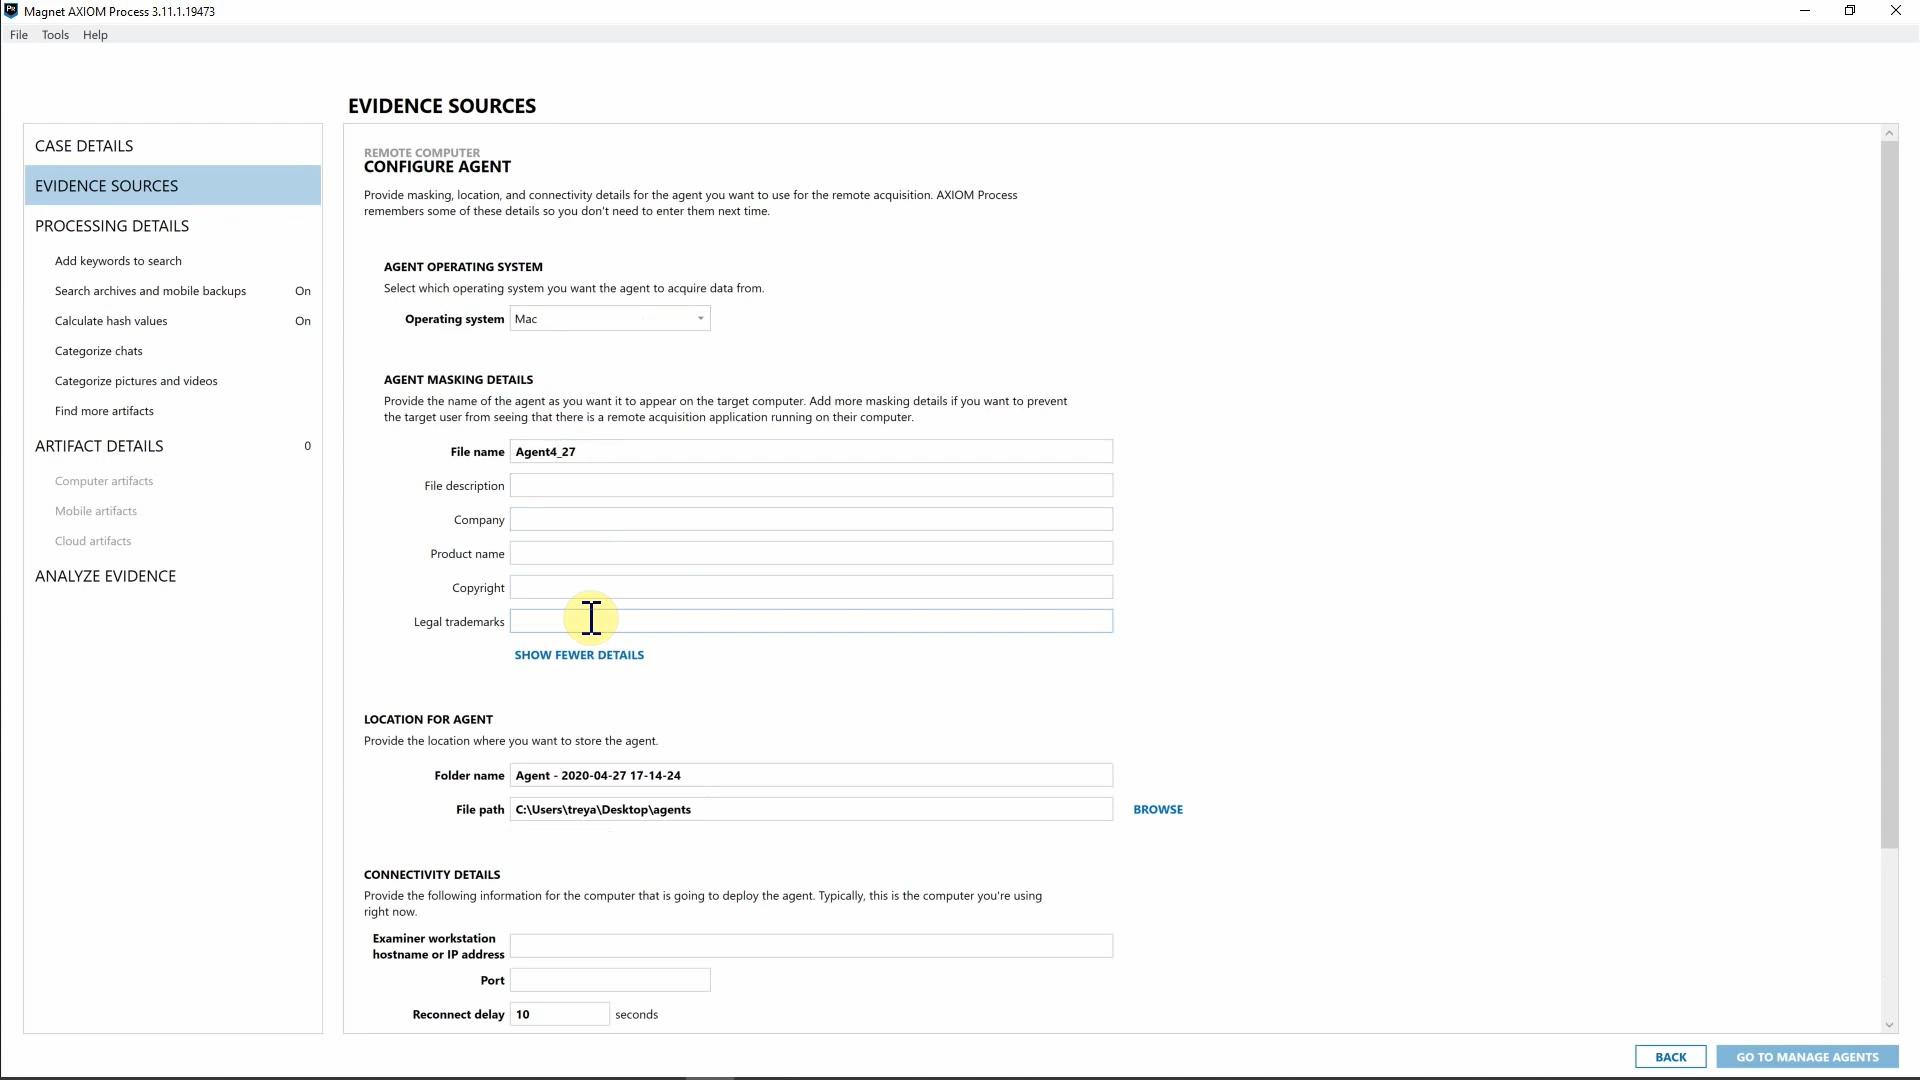 Magnet AXIOM Process 3.11.1.19473
File Tools Help
EVIDENCE SOURCES
CASE DETAILS
EVIDENCE SOURCES
PROCESSING DETAILS
Add keywords to search
Search archives and mobile backups On
Calculate hash values On
Categorize chats
Categorize pictures and videos
Find more artifacts
ARTIFACT DETAILS 0
Computer artifacts
Mobile artifacts
Cloud artifacts
ANALYZE EVIDENCE
REMOTE COMPUTER
CONFIGURE AGENT
Provide masking, location, and connectivity details for the agent you want to use for the remote acquisition. AXIOM Process
remembers some of these details so you don't need to enter them next time.
AGENT OPERATING SYSTEM
Select which operating system you want the agent to acquire data from.
Operating system Mac
AGENT MASKING DETAILS
Provide the name of the agent as you want it to appear on the target computer. Add more masking details if you want to prevent
the target user from seeing that there is a remote acquisition application running on their computer.
File name Agent4_27
File description
Company
Product name
Copyright
Legal trademarks
SHOW FEWER DETAILS
LOCATION FOR AGENT
Provide the location where you want to store the agent.
Folder name Agent - 2020-04-27 17-14-24
File path C:\Users\treya\Desktop\agents BROWSE
CONNECTIVITY DETAILS
Provide the following information for the computer that is going to deploy the agent. Typically, this is the computer you're using
right now.
Examiner workstation
hostname or IP address
Port
Reconnect delay 10 seconds
BACK GO TO MANAGE AGENTS